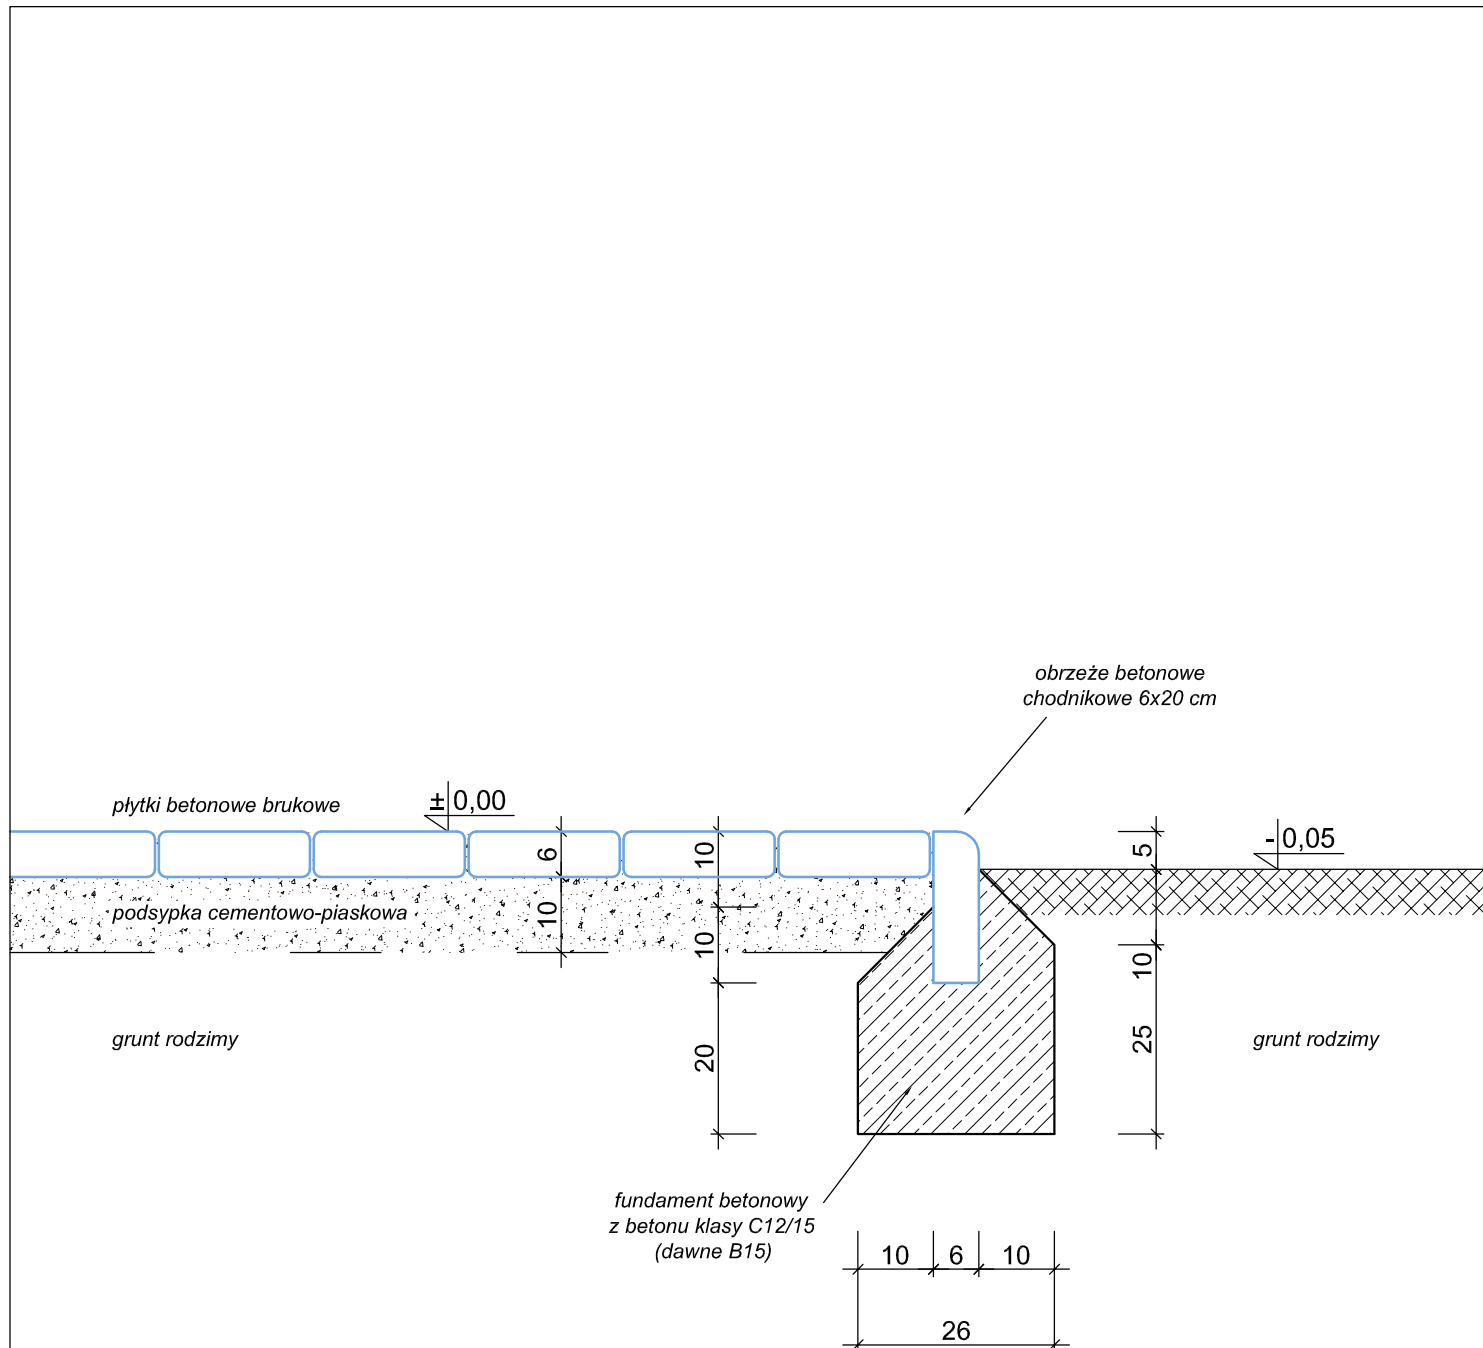 obrzeże betonowe
chodnikowe 6x20 cm
płytki betonowe brukowe
± 0,00
- 0,05
6
10
5
podsypka cementowo-piaskowa
10
10
10
grunt rodzimy
20
25
grunt rodzimy
fundament betonowy
z betonu klasy C12/15
(dawne B15)
10 6 10
26